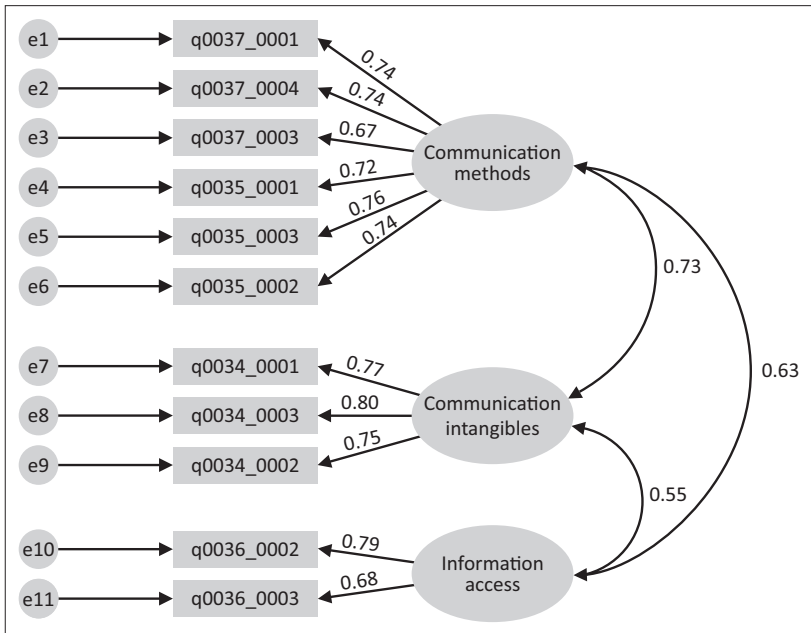 e1
q0037_0001
0.74
e2
q0037_0004
0.74
e3
q0037_0003
0.67
Communication
methods
e4
q0035_0001
0.72
e5
q0035_0003
0.76
e6
q0035_0002
0.74
0.73
0.63
e7
q0034_0001
0.77
e8
q0034_0003
0.80
Communication
intangibles
e9
q0034_0002
0.75
0.55
e10
q0036_0002
0.79
Information
access
e11
q0036_0003
0.68